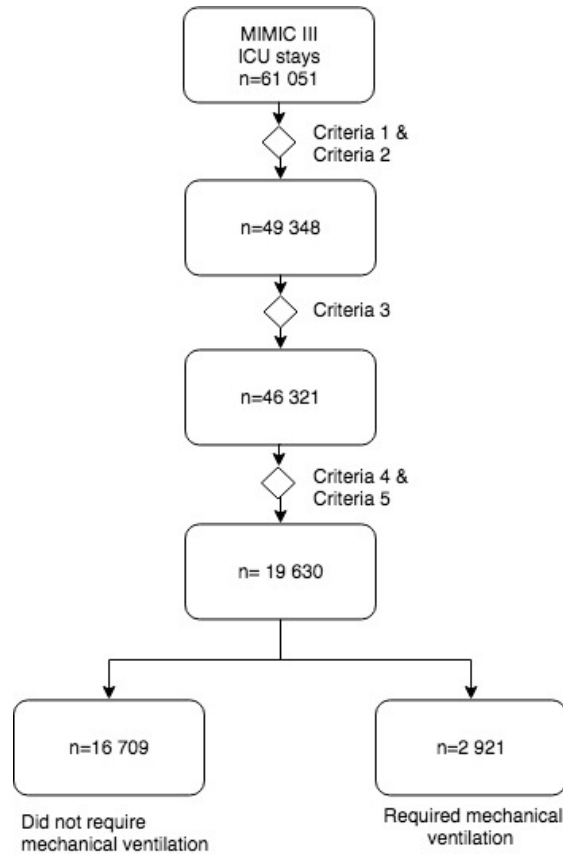 MIMIC III
ICU stays
n=61 051
Criteria 1 &
Criteria 2
n=49 348
Criteria 3
n=46 321
Criteria 4 &
Criteria 5
n= 19 630
n=16 709
n=2 921
Did not require
mechanical ventilation
Required mechanical
ventilation